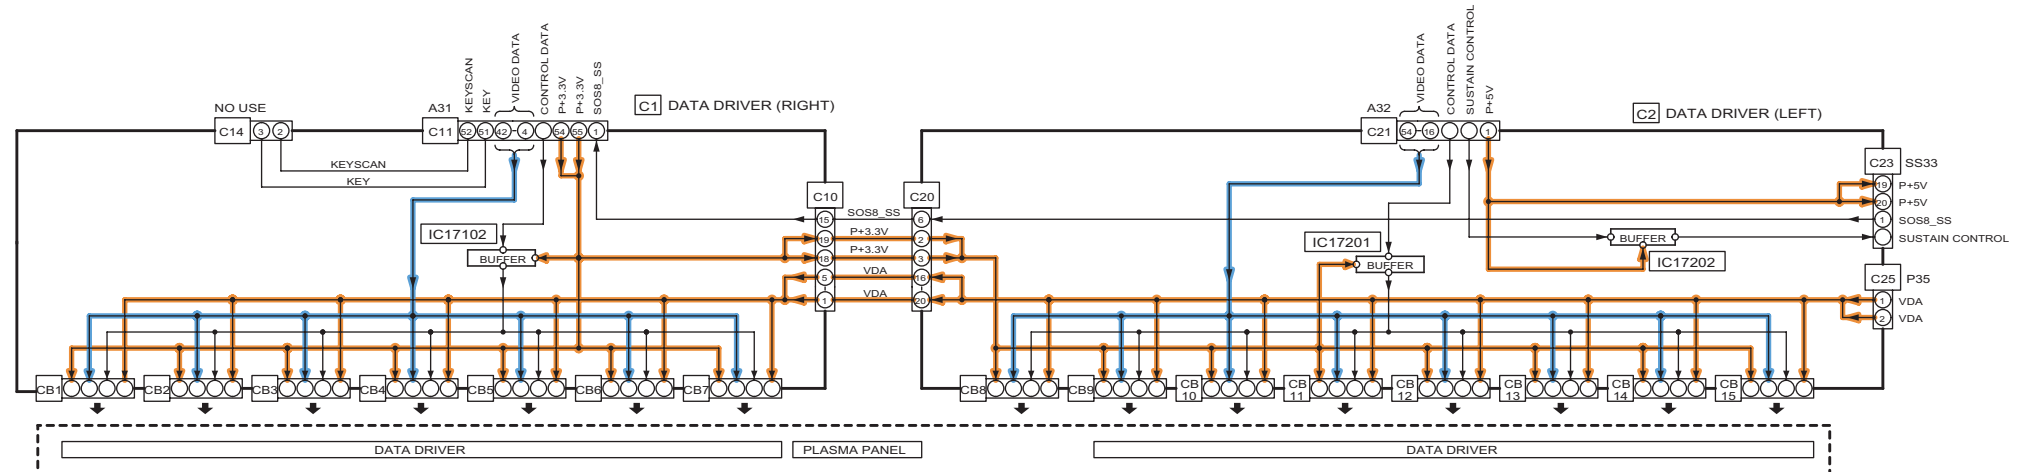 NO USE
C14
3 2
A31
C11
52 51 42 - 4 54 55 1
KEYSCAN
KEY
VIDEO DATA
CONTROL DATA
P+3.3V
P+3.3V
SOS8_SS
C1 DATA DRIVER (RIGHT)
KEYSCAN
KEY
IC17102
BUFFER
C10
15
19
18
5
1
SOS8_SS
P+3.3V
P+3.3V
VDA
VDA
C20
6
2
3
16
20
A32
C21
54 - 16 1
VIDEO DATA
CONTROL DATA
SUSTAIN CONTROL
P+5V
C2 DATA DRIVER (LEFT)
IC17201
BUFFER
BUFFER
IC17202
C23 SS33
19 P+5V
20 P+5V
1 SOS8_SS
SUSTAIN CONTROL
C25 P35
1 VDA
2 VDA
CB1
CB2
CB3
CB4
CB5
CB6
CB7
CB8
CB9
CB
10
CB
11
CB
12
CB
13
CB
14
CB
15
DATA DRIVER
PLASMA PANEL
DATA DRIVER